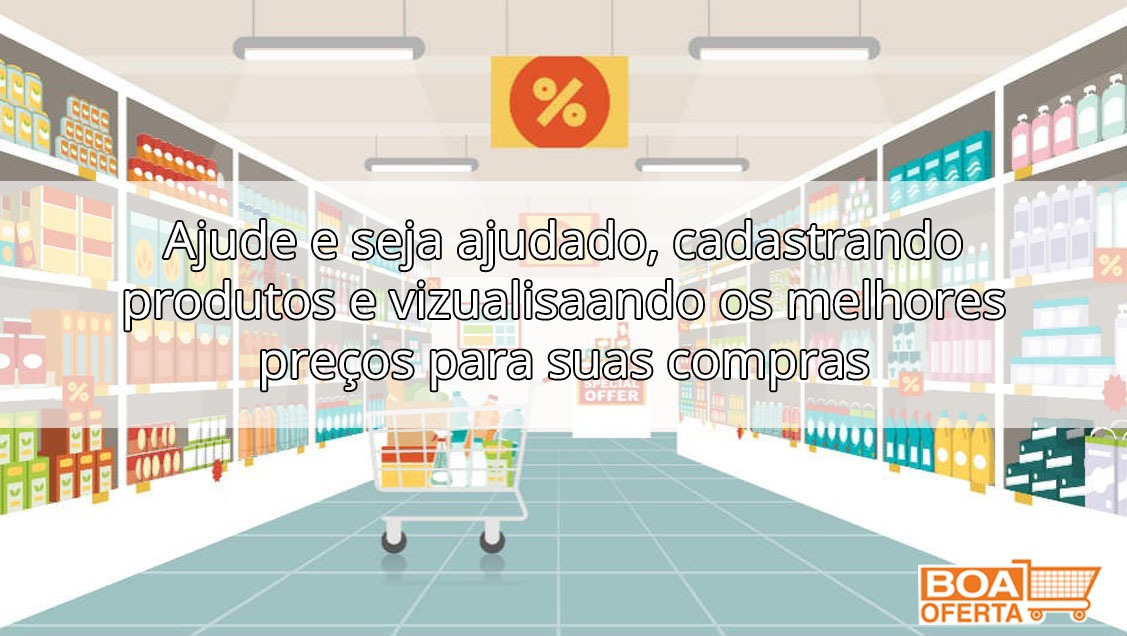 %
Ajude e seja ajudado, cadastrando
produtos e vizualisaando os melhores
preços para suas compras
%
%
%
SPECIAL
OFFER
BOA
OFERTA